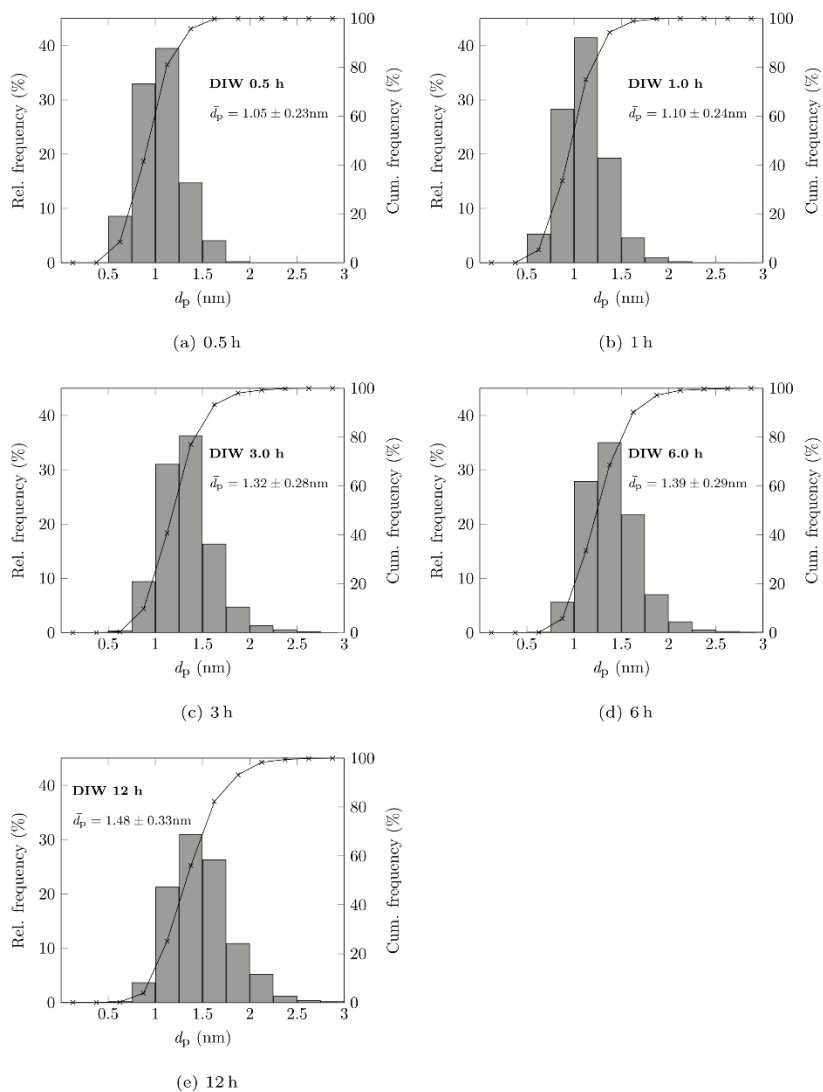 40
30
20
10
0
Rel. frequency (%)
100
80
60
40
20
0
Cum. frequency (%)
DIW 0.5 h
d̄p = 1.05 ± 0.23nm
0.5 1 1.5 2 2.5 3
dp (nm)
(a) 0.5 h
40
30
20
10
0
Rel. frequency (%)
100
80
60
40
20
0
Cum. frequency (%)
DIW 1.0 h
d̄p = 1.10 ± 0.24nm
0.5 1 1.5 2 2.5 3
dp (nm)
(b) 1 h
40
30
20
10
0
Rel. frequency (%)
100
80
60
40
20
0
Cum. frequency (%)
DIW 3.0 h
d̄p = 1.32 ± 0.28nm
0.5 1 1.5 2 2.5 3
dp (nm)
(c) 3 h
40
30
20
10
0
Rel. frequency (%)
100
80
60
40
20
0
Cum. frequency (%)
DIW 6.0 h
d̄p = 1.39 ± 0.29nm
0.5 1 1.5 2 2.5 3
dp (nm)
(d) 6 h
40
30
20
10
0
Rel. frequency (%)
100
80
60
40
20
0
Cum. frequency (%)
DIW 12 h
d̄p = 1.48 ± 0.33nm
0.5 1 1.5 2 2.5 3
dp (nm)
(e) 12 h